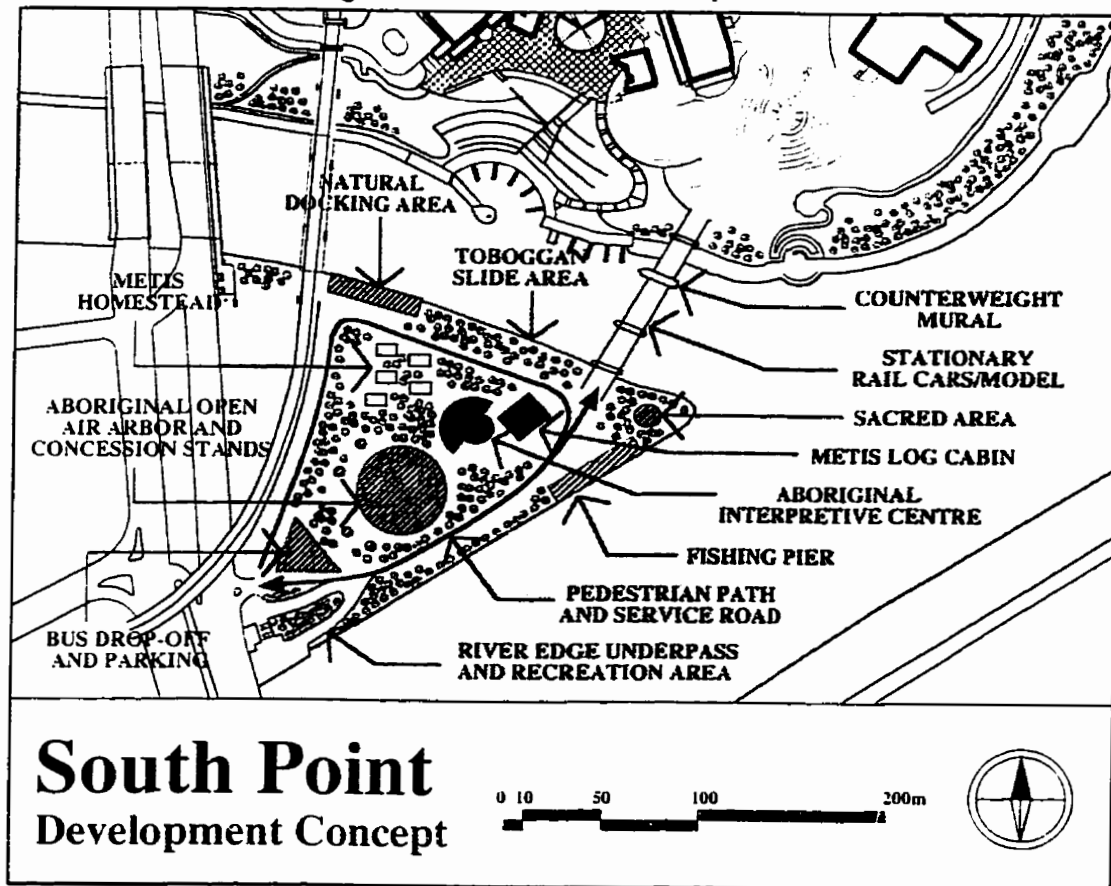 NATURAL
DOCKING AREA
TOBOGGAN
SLIDE AREA
METIS
HOMESTEAD
COUNTERWEIGHT
MURAL
STATIONARY
RAIL CARS/MODEL
ABORIGINAL OPEN
AIR ARBOR AND
CONCESSION STANDS
SACRED AREA
METIS LOG CABIN
ABORIGINAL
INTERPRETIVE CENTRE
FISHING PIER
PEDESTRIAN PATH
AND SERVICE ROAD
BUS DROP-OFF
AND PARKING
RIVER EDGE UNDERPASS
AND RECREATION AREA
South Point
Development Concept
0 10 50 100 200m